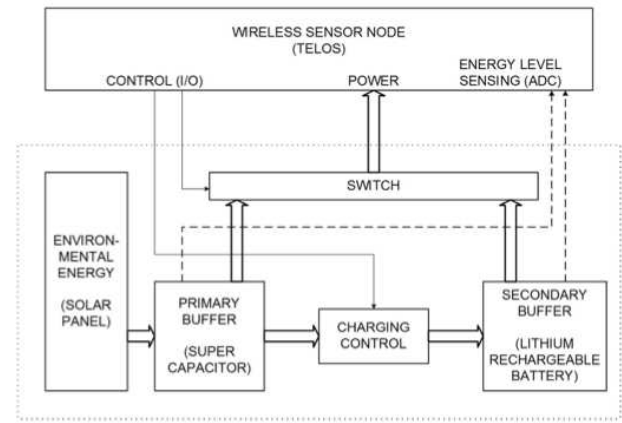 WIRELESS SENSOR NODE
(TELOS)
ENERGY LEVEL
CONTROL (I/O)
POWER
SENSING (ADC)
SWITCH
ENVIRON-
MENTAL
ENERGY
(SOLAR
PANEL)
PRIMARY
BUFFER
(SUPER
CAPACITOR)
CHARGING
CONTROL
SECONDARY
BUFFER
(LITHIUM
RECHARGEABLE
BATTERY)